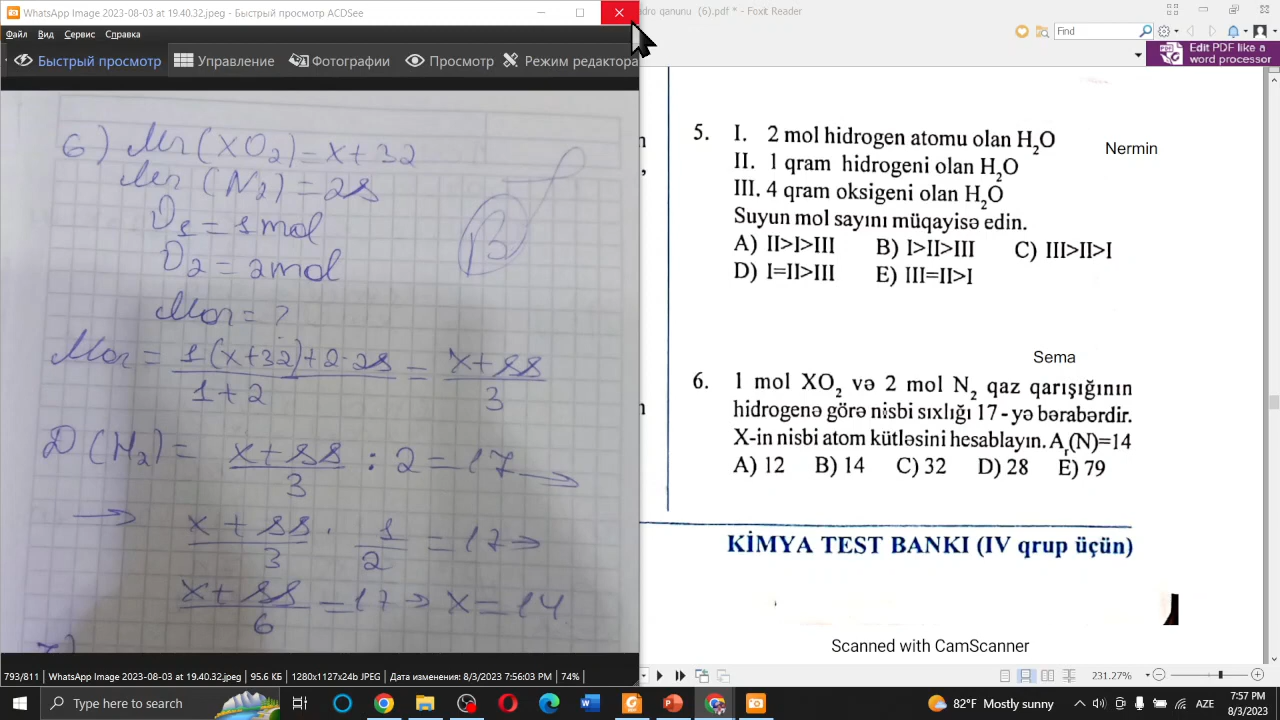 WhatsApp Image 2023-08-03 at 19.40.32.jpeg - Быстрый просмотр ACDSee
Файл Вид Сервис Справка
Быстрый просмотр Управление Фотографии Просмотр Режим редактора
6) Mr(XO2)=x+32
Mr(N2)=28
ν1=1mol
ν2=2mol
B
Mor=?
Mor = 1(x+32)+2·28 / 1+2 = x+88 / 3
D(H2)= x+88 / 3 : 2=17 →
→ x+88 / 3 · 1 / 2 =17→
x+88 / 6 =17→ x=14
7)
793/811 WhatsApp Image 2023-08-03 at 19.40.32.jpeg 95.6 КБ JPEG Дата изменения: 8/3/2023 7:56:03 PM 74%
dro qanunu (6).pdf * - Foxit Reader
Find
Edit PDF like a
word processor
5. I. 2 mol hidrogen atomu olan H2O
Nermin
II. 1 qram hidrogeni olan H2O
III. 4 qram oksigeni olan H2O
Suyun mol sayını müqayisə edin.
A) II>I>III B) I>II>III C) III>II>I
D) I=II>III E) III=II>I
Sema
6. 1 mol XO2 və 2 mol N2 qaz qarışığının
hidrogenə görə nisbi sıxlığı 17-yə bərabərdir.
X-in nisbi atom kütləsini hesablayın. Ar(N)=14
A) 12 B) 14 C) 32 D) 28 E) 79
KİMYA TEST BANKI (IV qrup üçün)
Scanned with CamScanner
231.27%
Type here to search
82°F Mostly sunny
AZE
7:57 PM
8/3/2023